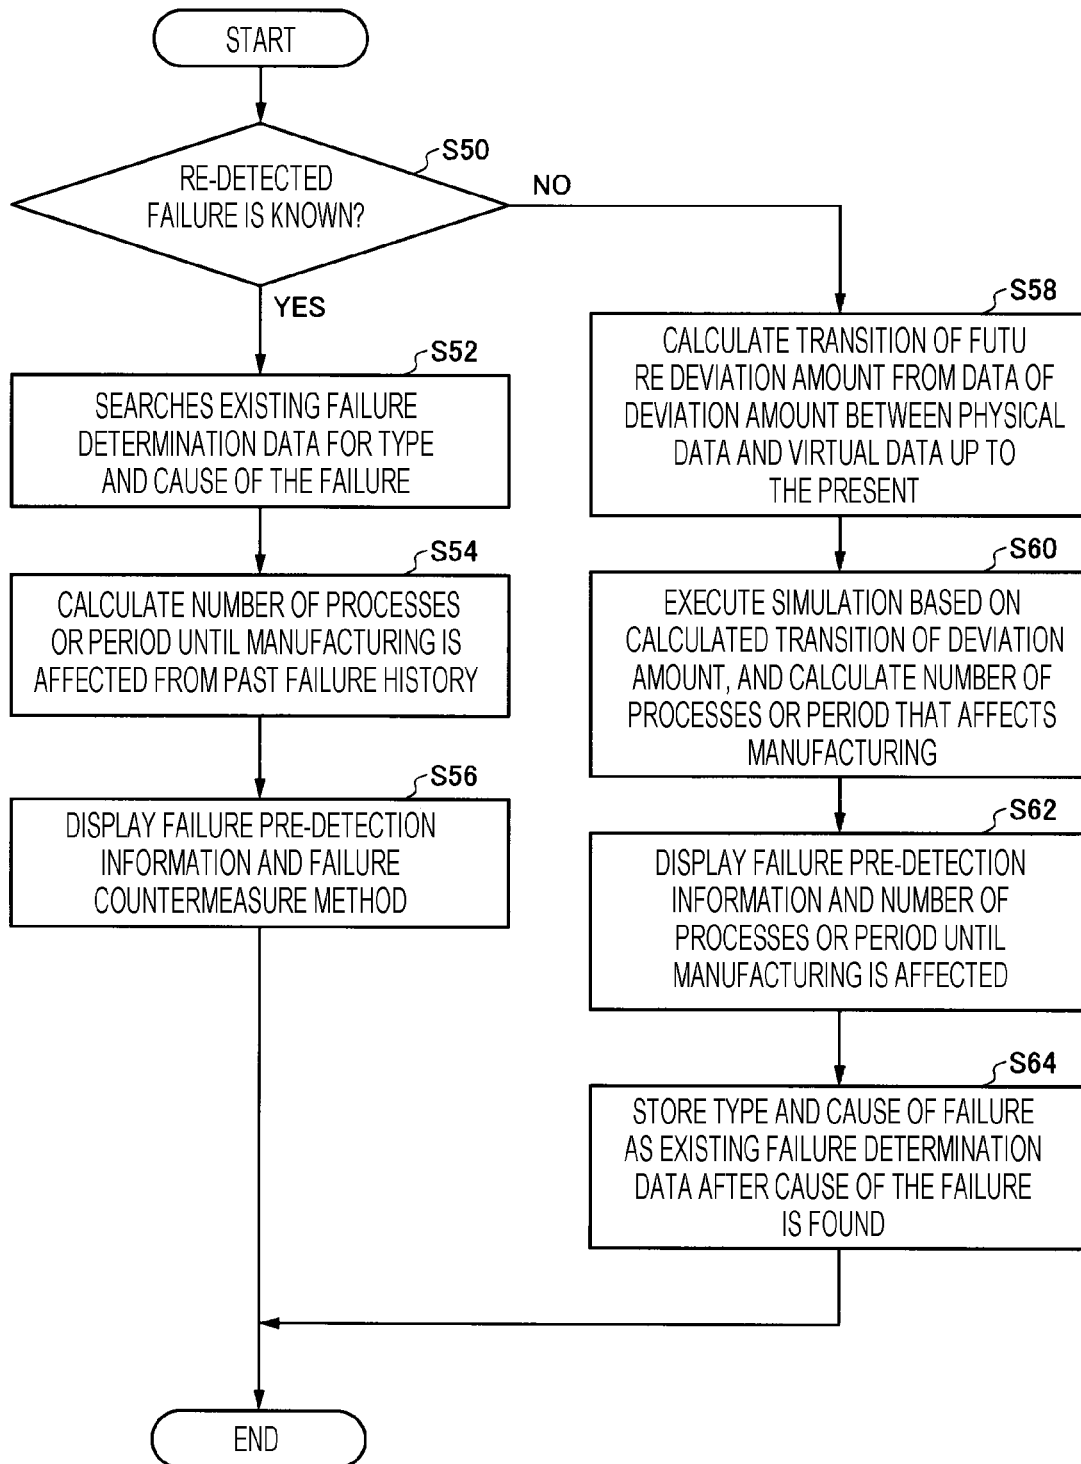 START
S50
RE-DETECTED
FAILURE IS KNOWN?
NO
YES
S52
SEARCHES EXISTING FAILURE
DETERMINATION DATA FOR TYPE
AND CAUSE OF THE FAILURE
S54
CALCULATE NUMBER OF PROCESSES
OR PERIOD UNTIL MANUFACTURING IS
AFFECTED FROM PAST FAILURE HISTORY
S56
DISPLAY FAILURE PRE-DETECTION
INFORMATION AND FAILURE
COUNTERMEASURE METHOD
S58
CALCULATE TRANSITION OF FUTU
RE DEVIATION AMOUNT FROM DATA OF
DEVIATION AMOUNT BETWEEN PHYSICAL
DATA AND VIRTUAL DATA UP TO
THE PRESENT
S60
EXECUTE SIMULATION BASED ON
CALCULATED TRANSITION OF DEVIATION
AMOUNT, AND CALCULATE NUMBER OF
PROCESSES OR PERIOD THAT AFFECTS
MANUFACTURING
S62
DISPLAY FAILURE PRE-DETECTION
INFORMATION AND NUMBER OF
PROCESSES OR PERIOD UNTIL
MANUFACTURING IS AFFECTED
S64
STORE TYPE AND CAUSE OF FAILURE
AS EXISTING FAILURE DETERMINATION
DATA AFTER CAUSE OF THE FAILURE
IS FOUND
END